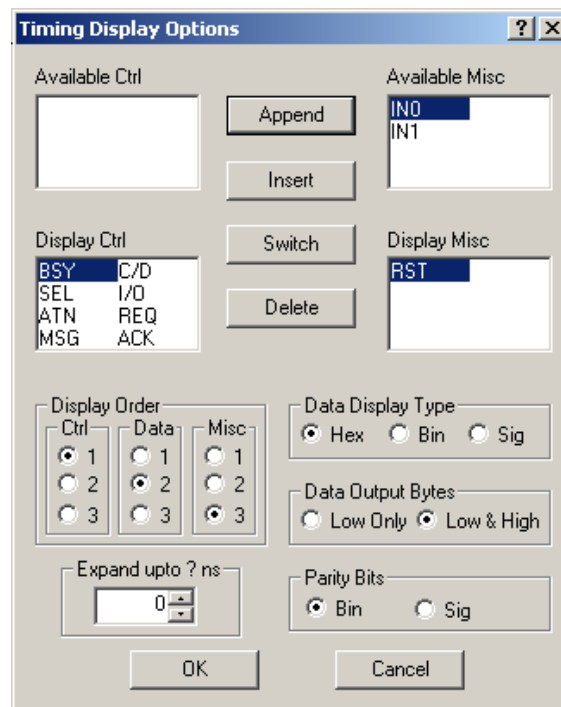 Timing Display Options ? X
Available Ctrl Available Misc
Append
IN0
IN1
Insert
Display Ctrl Switch Display Misc
BSY C/D
SEL I/O
ATN REQ
MSG ACK
RST
Delete
Display Order
Ctrl Data Misc
1 1 1
2 2 2
3 3 3
Data Display Type
Hex Bin Sig
Data Output Bytes
Low Only Low & High
Expand upto ? ns
0
Parity Bits
Bin Sig
OK Cancel